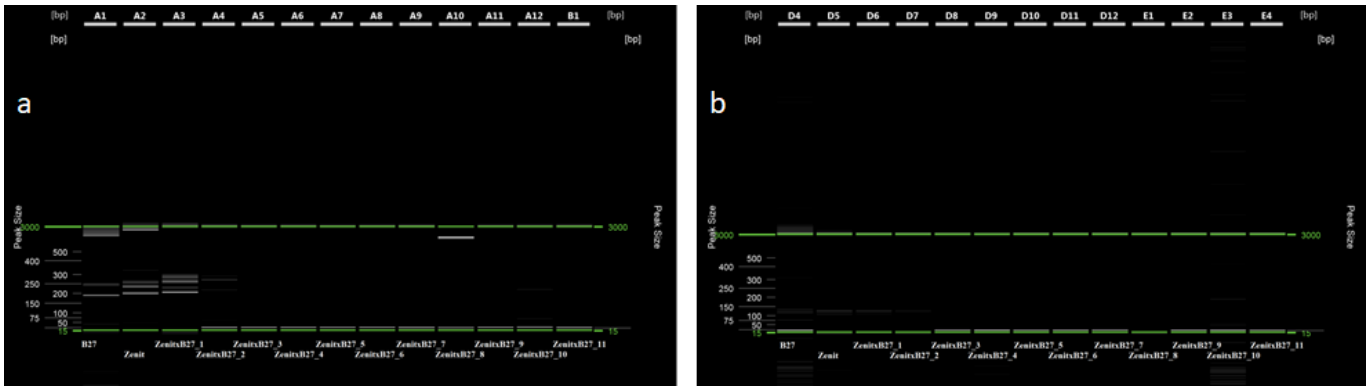 [bp] A1 A2 A3 A4 A5 A6 A7 A8 A9 A10 A11 A12 B1 [bp]
[bp] [bp]
a
Peak Size
3000 3000
Peak Size
500
400
300
250
200
150
100
75
50
15 15
B27 ZenitxB27_1 ZenitxB27_3 ZenitxB27_5 ZenitxB27_7 ZenitxB27_9 ZenitxB27_11
Zenit ZenitxB27_2 ZenitxB27_4 ZenitxB27_6 ZenitxB27_8 ZenitxB27_10
[bp] D4 D5 D6 D7 D8 D9 D10 D11 D12 E1 E2 E3 E4 [bp]
[bp] [bp]
b
Peak Size
3000 3000
Peak Size
500
400
300
250
200
150
100
75
50
15 15
B27 ZenitxB27_1 ZenitxB27_3 ZenitxB27_5 ZenitxB27_7 ZenitxB27_9 ZenitxB27_11
Zenit ZenitxB27_2 ZenitxB27_4 ZenitxB27_6 ZenitxB27_8 ZenitxB27_10